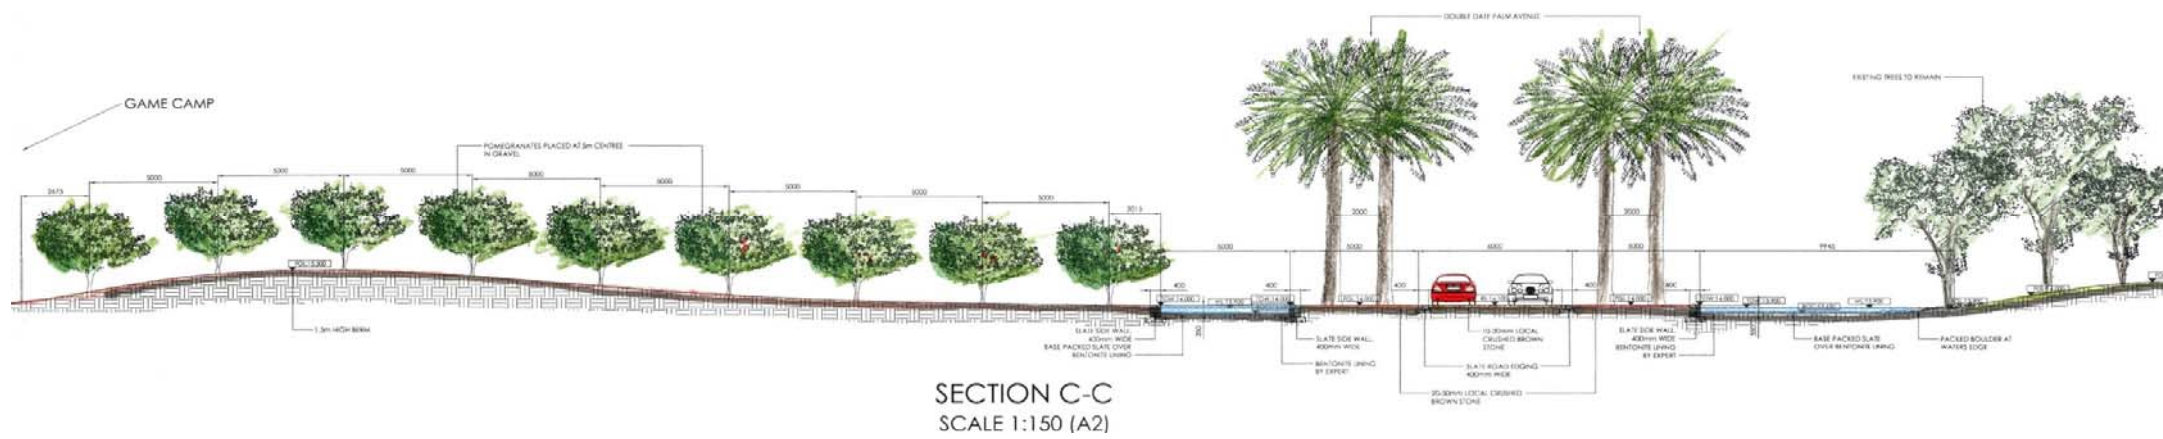 DOUBLE DATE PALM AVENUE
EXISTING TREES TO REMAIN
GAME CAMP
POMEGRANATES PLACED AT 5m CENTRES
IN GRAVEL
2675
5000
5000
5000
5000
5000
5000
5000
5000
2015
2000
2000
5000
5000
6000
5000
9945
400
400
400
400
1.5m HIGH BERM
SLATE SIDE WALL,
400mm WIDE
BASE PACKED SLATE OVER
BENTONITE LINING
SLATE SIDE WALL,
400mm WIDE
BENTONITE LINING
BY EXPERT
10-20mm LOCAL
CRUSHED BROWN
STONE
SLATE ROAD EDGING
400mm WIDE
20-30mm LOCAL CRUSHED
BROWN STONE
SLATE SIDE WALL,
400mm WIDE
BENTONITE LINING
BY EXPERT
BASE PACKED SLATE
OVER BENTONITE LINING
PACKED BOULDER AT
WATERS EDGE
SECTION C-C
SCALE 1:150 (A2)